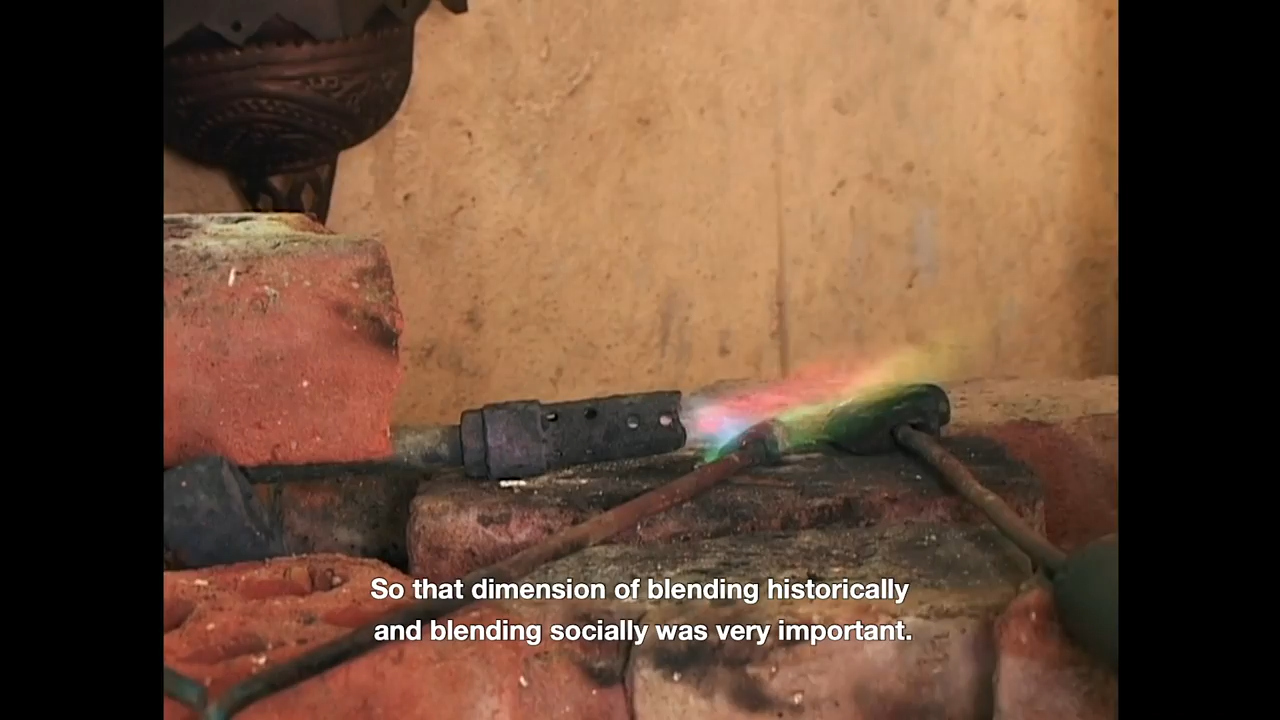 So that dimension of blending historically
and blending socially was very important.